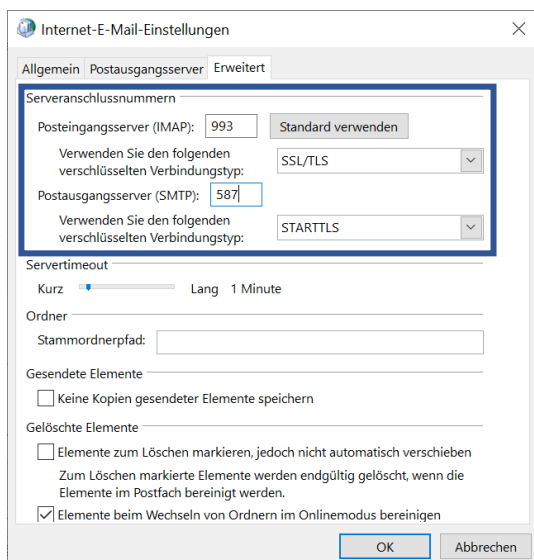 Internet-E-Mail-Einstellungen
Allgemein Postausgangsserver Erweitert
Serveranschlussnummern
Posteingangsserver (IMAP): 993 Standard verwenden
Verwenden Sie den folgenden
verschlüsselten Verbindungstyp: SSL/TLS
Postausgangsserver (SMTP): 587
Verwenden Sie den folgenden
verschlüsselten Verbindungstyp: STARTTLS
Servertimeout
Kurz Lang 1 Minute
Ordner
Stammordnerpfad:
Gesendete Elemente
Keine Kopien gesendeter Elemente speichern
Gelöschte Elemente
Elemente zum Löschen markieren, jedoch nicht automatisch verschieben
Zum Löschen markierte Elemente werden endgültig gelöscht, wenn die
Elemente im Postfach bereinigt werden.
Elemente beim Wechseln von Ordnern im Onlinemodus bereinigen
OK Abbrechen